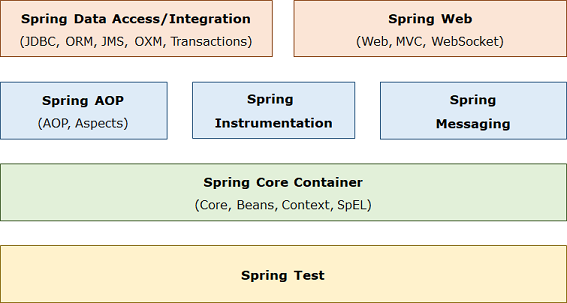 Spring Data Access/Integration
(JDBC, ORM, JMS, OXM, Transactions)
Spring Web
(Web, MVC, WebSocket)
Spring AOP
(AOP, Aspects)
Spring
Instrumentation
Spring
Messaging
Spring Core Container
(Core, Beans, Context, SpEL)
Spring Test